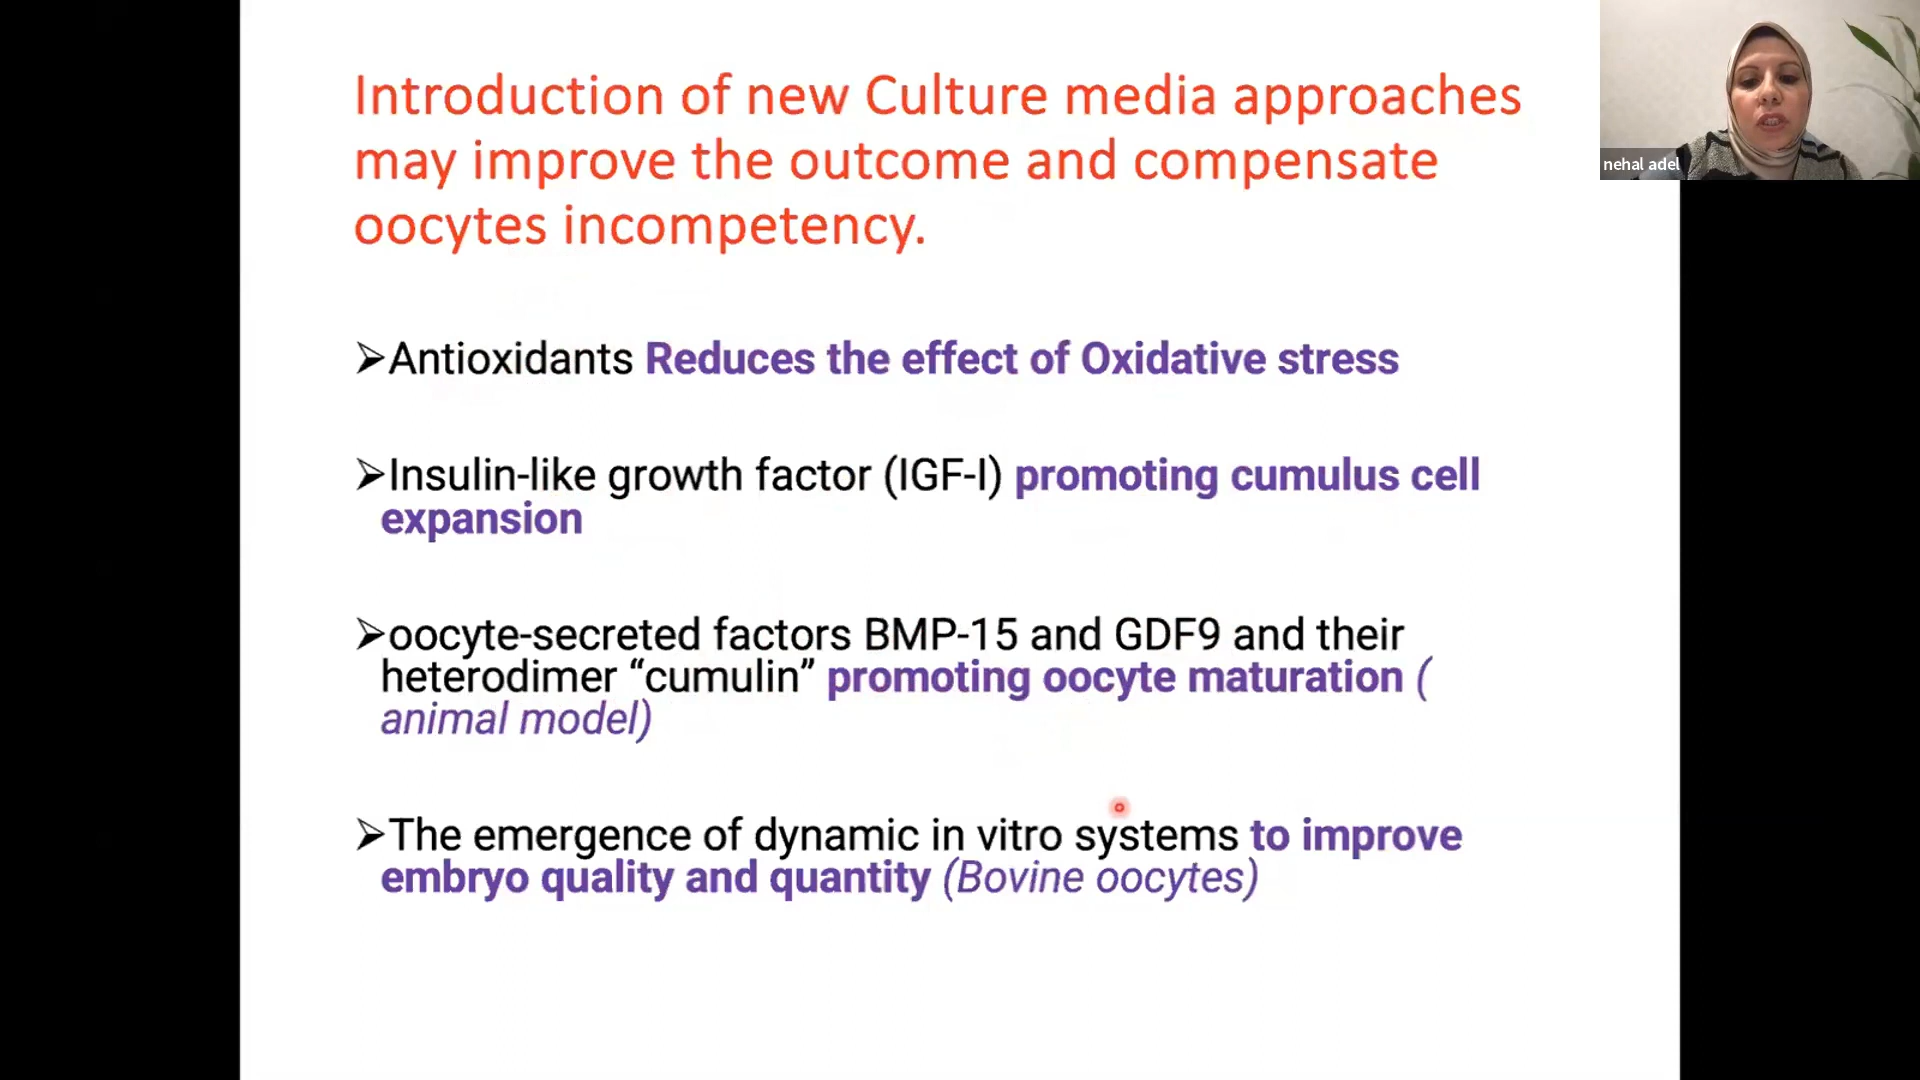 Introduction of new Culture media approaches
may improve the outcome and compensate
oocytes incompetency.
nehal adel
➢Antioxidants Reduces the effect of Oxidative stress
➢Insulin-like growth factor (IGF-I) promoting cumulus cell
expansion
➢oocyte-secreted factors BMP-15 and GDF9 and their
heterodimer “cumulin” promoting oocyte maturation (
animal model)
➢The emergence of dynamic in vitro systems to improve
embryo quality and quantity (Bovine oocytes)